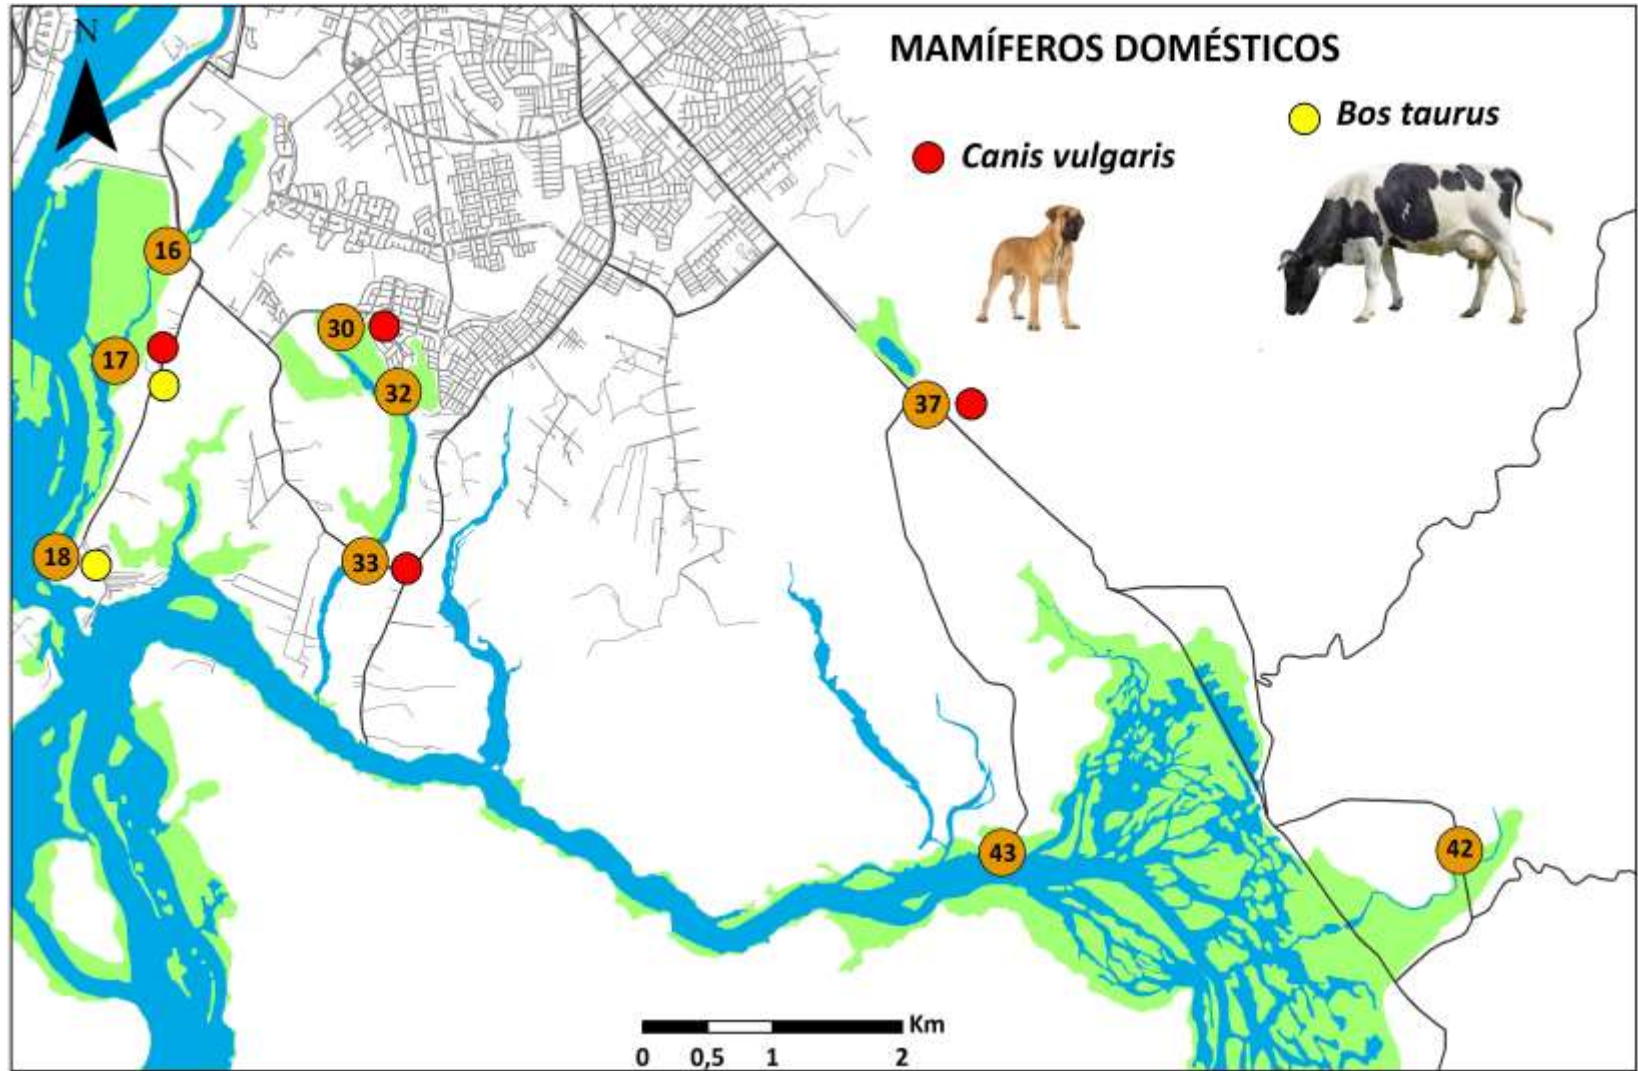 N
MAMÍFEROS DOMÉSTICOS
Bos taurus
Canis vulgaris
16
30
17
32
37
18
33
43
42
Km
0 0,5 1 2